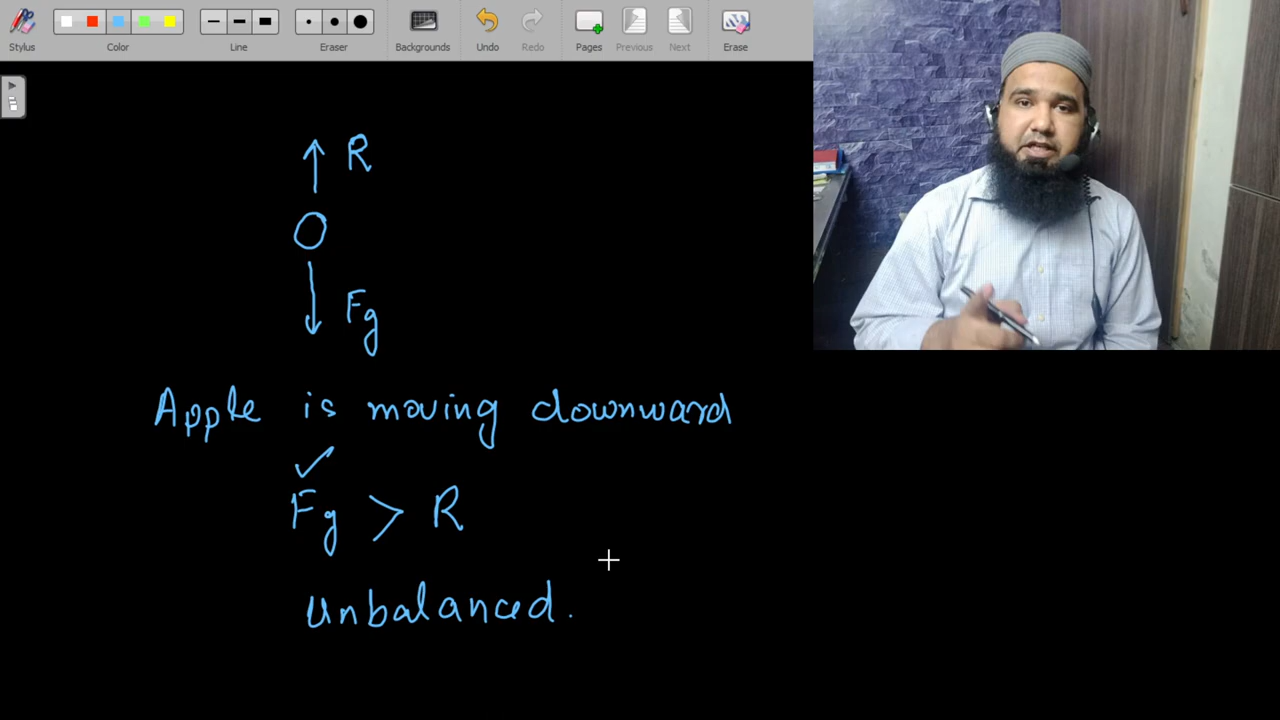 Stylus Color Line Eraser Backgrounds Undo Redo Pages Previous Next Erase
R
Fg
Apple is moving downward
Fg > R
Unbalanced.